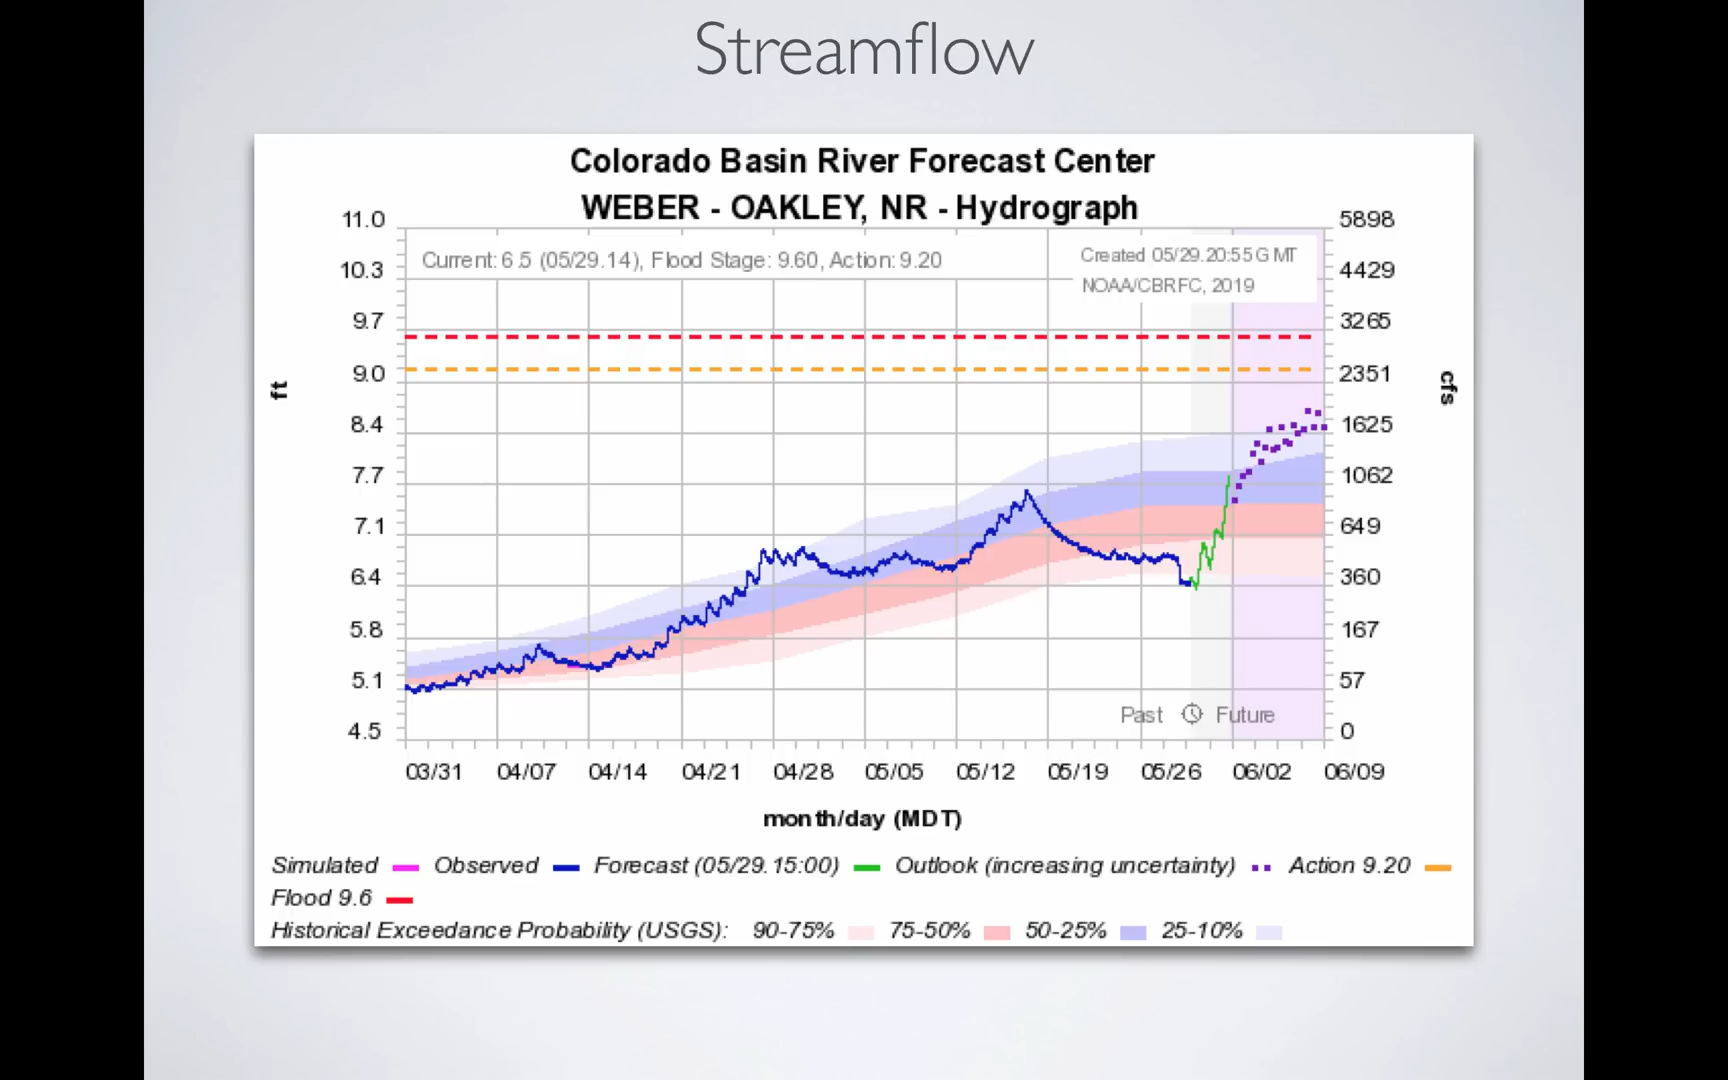 Streamflow
Colorado Basin River Forecast Center
WEBER - OAKLEY, NR - Hydrograph
Current: 6.5 (05/29.14), Flood Stage: 9.60, Action: 9.20
Created 05/29.20:55 GMT
NOAA/CBRFC, 2019
11.0
10.3
9.7
9.0
8.4
7.7
7.1
6.4
5.8
5.1
4.5
ft
5898
4429
3265
2351
1625
1062
649
360
167
57
0
cfs
Past Future
03/31 04/07 04/14 04/21 04/28 05/05 05/12 05/19 05/26 06/02 06/09
month/day (MDT)
Simulated Observed Forecast (05/29.15:00) Outlook (increasing uncertainty) Action 9.20
Flood 9.6
Historical Exceedance Probability (USGS): 90-75% 75-50% 50-25% 25-10%